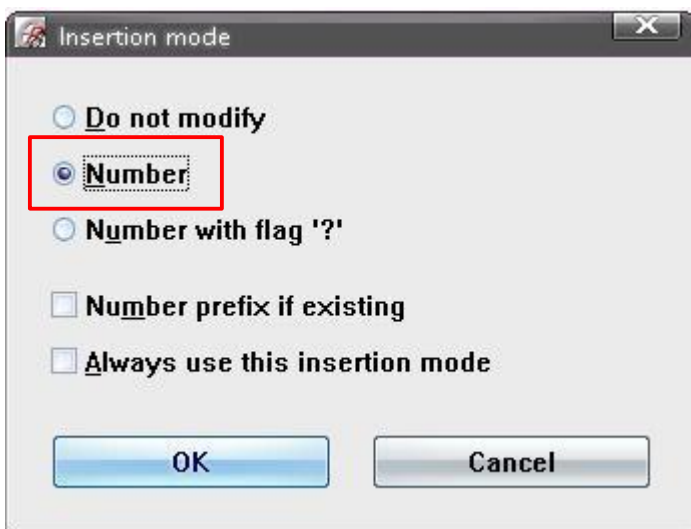 Insertion mode
Do not modify
Number
Number with flag '?'
Number prefix if existing
Always use this insertion mode
OK Cancel